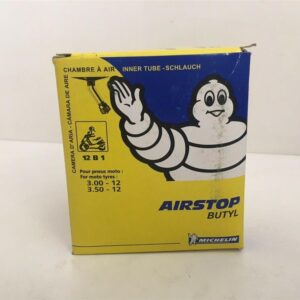 CHAMBRE À AIR - INNER TUBE - SCHLAUCH
CAMERA D'ARIA - CÁMARA DE AIRE
12 B 1
Pour pneus moto :
For moto tyres :
3.00 - 12
3.50 - 12
AIRSTOP
BUTYL
MICHELIN